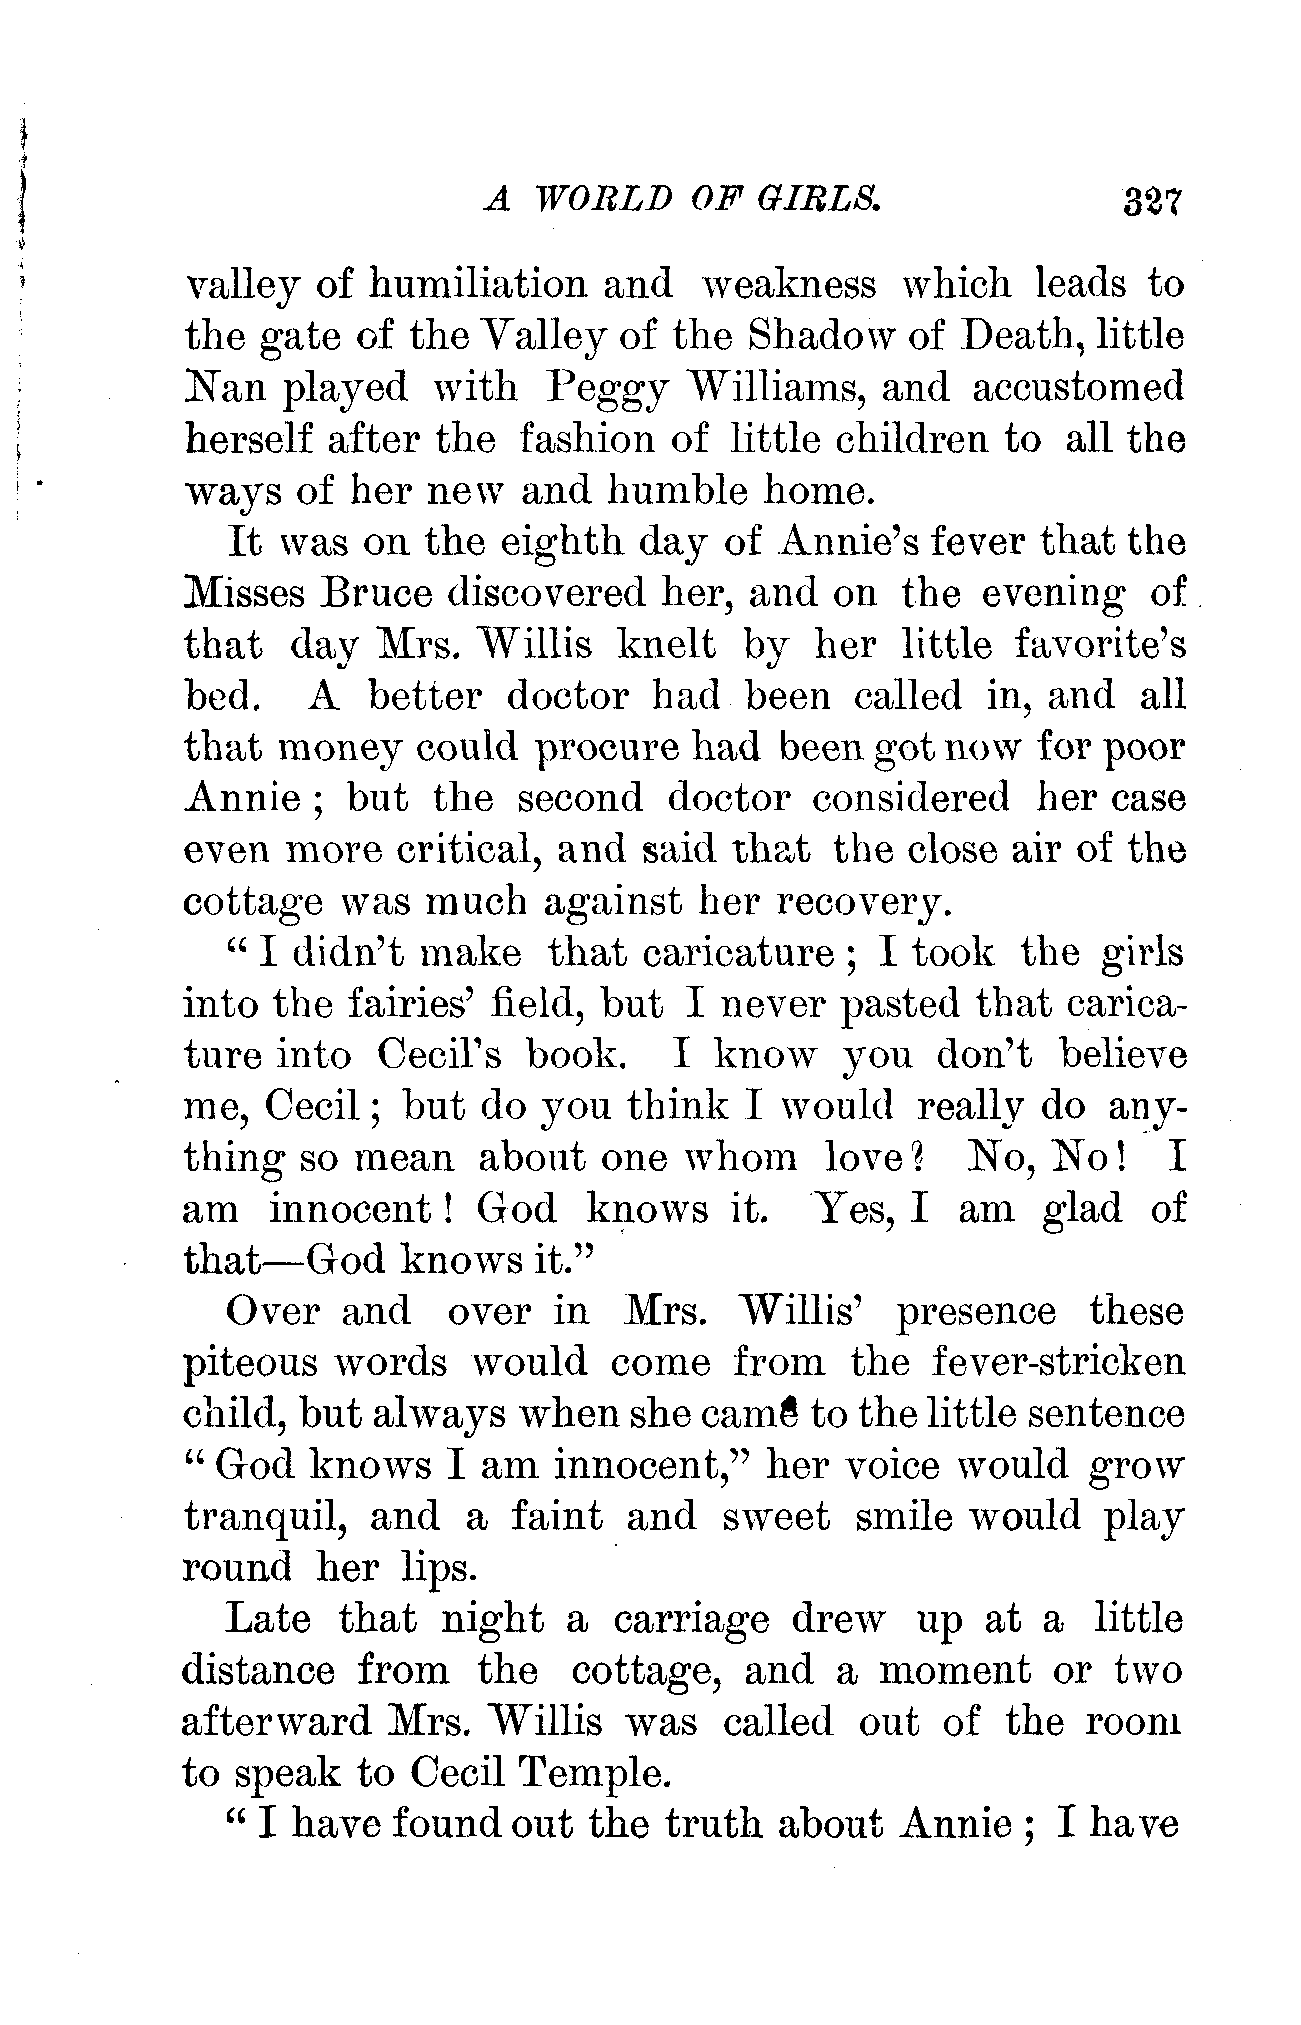 A WORLD OF GIRLS. 327
valley of humiliation and weakness which leads to
the gate of the Valley of the Shadow of Death, little
Nan played with Peggy Williams, and accustomed
herself after the fashion of little children to all the
ways of her new and humble home.
It was on the eighth day of Annie's fever that the
Misses Bruce discovered her, and on the evening of
that day Mrs. Willis knelt by her little favorite's
bed. A better doctor had been called in, and all
that money could procure had been got now for poor
Annie ; but the second doctor considered her case
even more critical, and said that the close air of the
cottage was much against her recovery.
“ I didn't make that caricature ; I took the girls
into the fairies' field, but I never pasted that carica-
ture into Cecil's book. I know you don't believe
me, Cecil ; but do you think I would really do any-
thing so mean about one whom love? No, No! I
am innocent ! God knows it. Yes, I am glad of
that—God knows it.”
Over and over in Mrs. Willis' presence these
piteous words would come from the fever-stricken
child, but always when she came to the little sentence
“ God knows I am innocent,” her voice would grow
tranquil, and a faint and sweet smile would play
round her lips.
Late that night a carriage drew up at a little
distance from the cottage, and a moment or two
afterward Mrs. Willis was called out of the room
to speak to Cecil Temple.
“ I have found out the truth about Annie ; I have